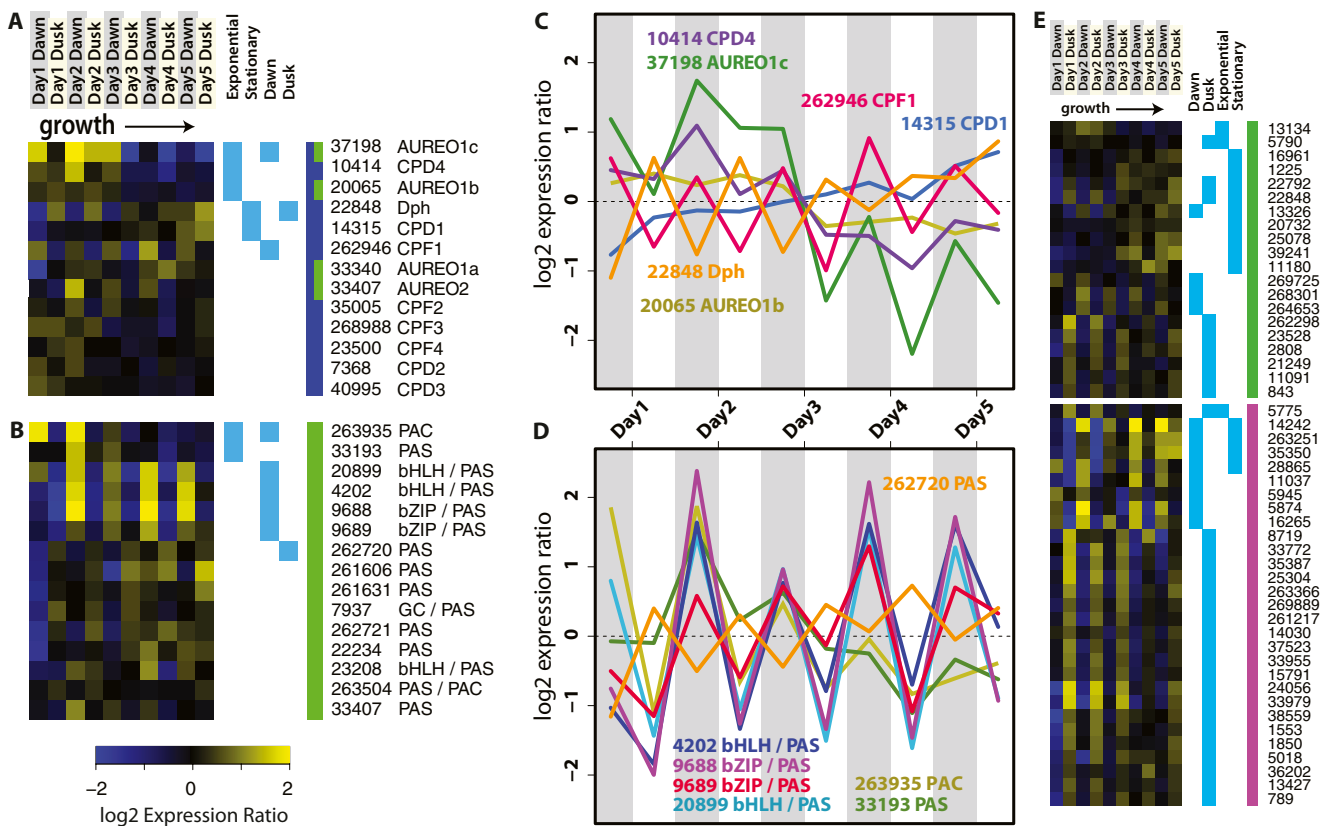 A
Day1 Dawn
Day1 Dusk
Day2 Dawn
Day2 Dusk
Day3 Dawn
Day3 Dusk
Day4 Dawn
Day4 Dusk
Day5 Dawn
Day5 Dusk
Exponential
Stationary
Dawn
Dusk
growth
37198 AUREO1c
10414 CPD4
20065 AUREO1b
22848 Dph
14315 CPD1
262946 CPF1
33340 AUREO1a
33407 AUREO2
35005 CPF2
268988 CPF3
23500 CPF4
7368 CPD2
40995 CPD3
B
263935 PAC
33193 PAS
20899 bHLH / PAS
4202 bHLH / PAS
9688 bZIP / PAS
9689 bZIP / PAS
262720 PAS
261606 PAS
261631 PAS
7937 GC / PAS
262721 PAS
22234 PAS
23208 bHLH / PAS
263504 PAS / PAC
33407 PAS
−2 0 2
log2 Expression Ratio
C
log2 expression ratio
2
1
0
−1
−2
10414 CPD4
37198 AUREO1c
262946 CPF1
14315 CPD1
22848 Dph
20065 AUREO1b
Day1 Day2 Day3 Day4 Day5
D
log2 expression ratio
2
1
0
−1
−2
262720 PAS
4202 bHLH / PAS
9688 bZIP / PAS
9689 bZIP / PAS
20899 bHLH / PAS
263935 PAC
33193 PAS
E
Day1 Dawn
Day1 Dusk
Day2 Dawn
Day2 Dusk
Day3 Dawn
Day3 Dusk
Day4 Dawn
Day4 Dusk
Day5 Dawn
Day5 Dusk
growth
Dawn
Dusk
Exponential
Stationary
13134
5790
16961
1225
22792
22848
13326
20732
25078
39241
11180
269725
268301
264653
262298
23528
2808
21249
11091
843
5775
14242
263251
35350
28865
11037
5945
5874
16265
8719
33772
35387
25304
263366
269889
261217
14030
37523
33955
15791
24056
33979
38559
1553
1850
5018
36202
13427
789